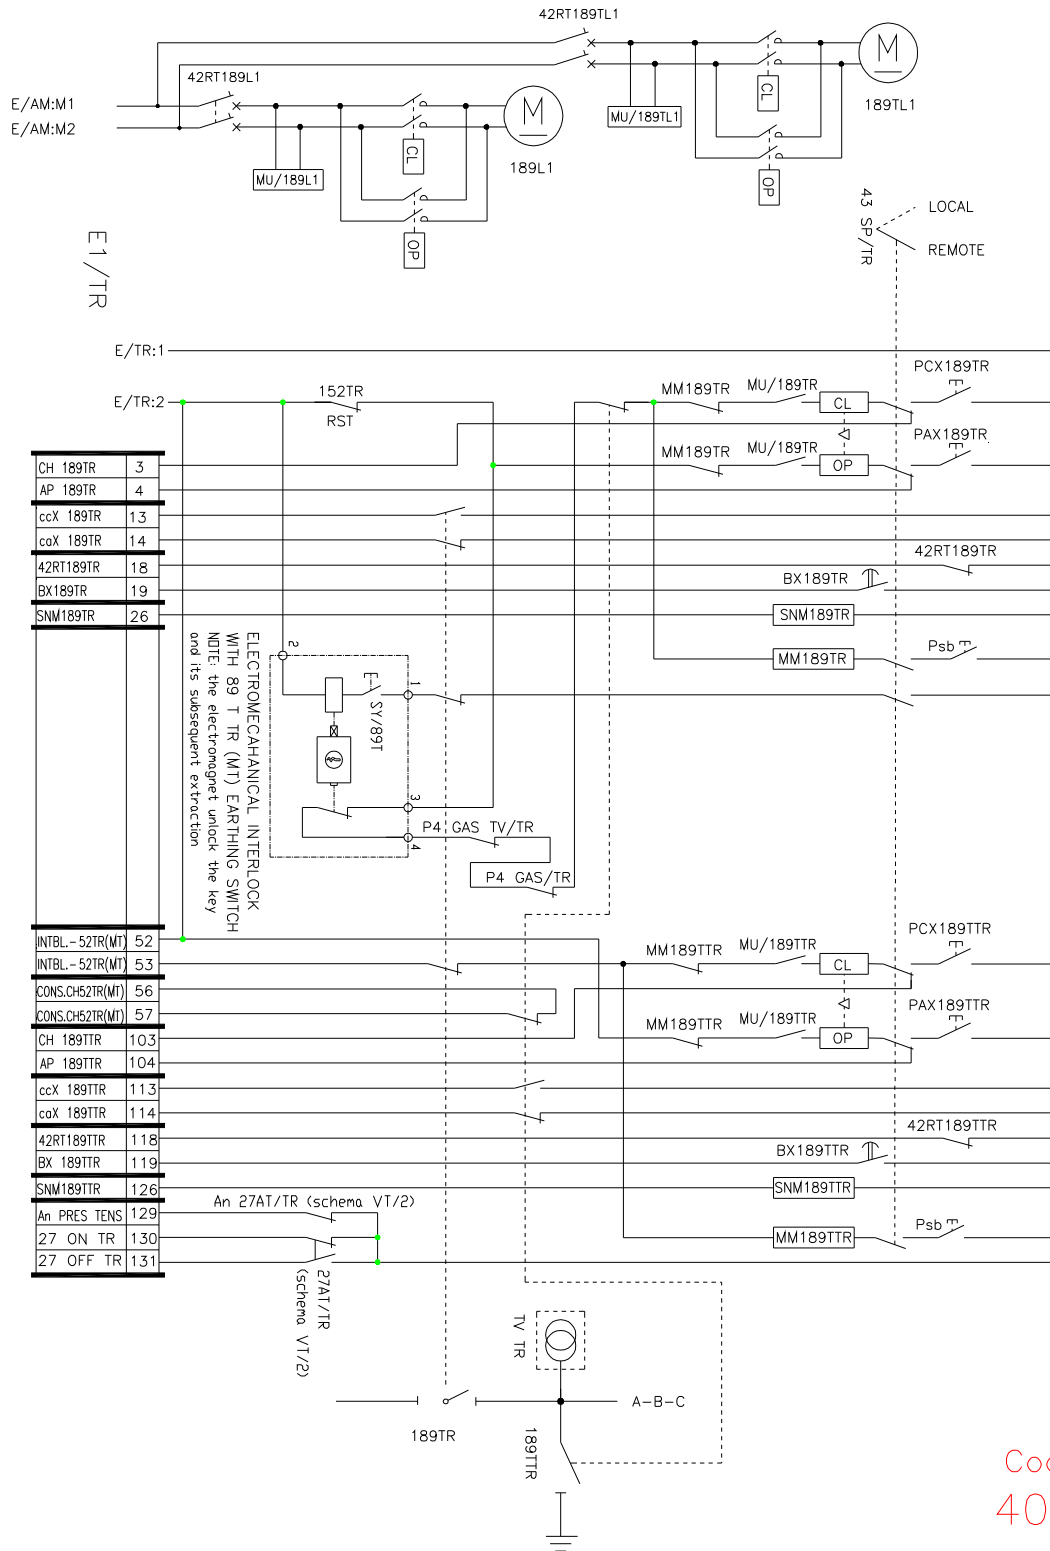 42RT189TL1
M
42RT189L1
CL
E/AM:M1
MU/189TL1
189TL1
E/AM:M2
M
CL
189L1
MU/189L1
OP
OP
43 SP/TR
LOCAL
REMOTE
E1/TR
E/TR:1
PCX189TR
152TR
MM189TR
MU/189TR
E/TR:2
CL
RST
PAX189TR
MM189TR
MU/189TR
OP
CH 189TR 3
AP 189TR 4
ccX 189TR 13
caX 189TR 14
42RT189TR
42RT189TR 18
BX189TR
BX189TR 19
SNM189TR 26
SNM189TR
Psb
MM189TR
ELECTROMECAHANICAL INTERLOCK
WITH 89 T TR (MT) EARTHING SWITCH
NOTE: the electromagnet unlock the key
and its subsequent extraction
2
1
SY/89T
3
4
P4 GAS TV/TR
P4 GAS/TR
PCX189TTR
INTBL.-52TR(MT) 52
MM189TTR
MU/189TTR
INTBL.-52TR(MT) 53
CL
CONS.CH52TR(MT) 56
PAX189TTR
CONS.CH52TR(MT) 57
MM189TTR
MU/189TTR
CH 189TTR 103
OP
AP 189TTR 104
ccX 189TTR 113
caX 189TTR 114
42RT189TTR
42RT189TTR 118
BX189TTR
BX 189TTR 119
SNM189TTR 126
SNM189TTR
An 27AT/TR (schema VT/2)
An PRES TENS 129
Psb
27 ON TR 130
MM189TTR
27 OFF TR 131
27AT/TR
(schema VT/2)
TV TR
A-B-C
189TR
189TTR
40